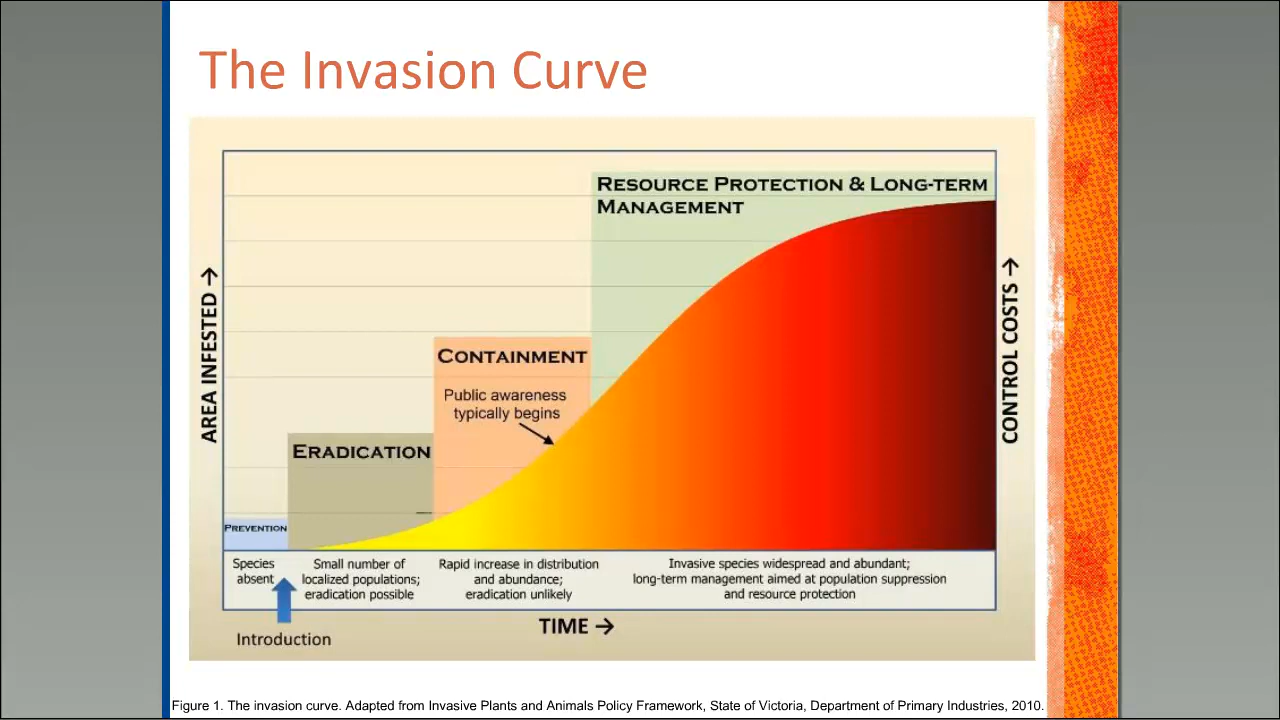 The Invasion Curve
RESOURCE PROTECTION & LONG-TERM
MANAGEMENT
CONTAINMENT
Public awareness
typically begins
ERADICATION
PREVENTION
AREA INFESTED →
CONTROL COSTS →
Species
absent
Small number of
localized populations;
eradication possible
Rapid increase in distribution
and abundance;
eradication unlikely
Invasive species widespread and abundant;
long-term management aimed at population suppression
and resource protection
Introduction
TIME →
Figure 1. The invasion curve. Adapted from Invasive Plants and Animals Policy Framework, State of Victoria, Department of Primary Industries, 2010.